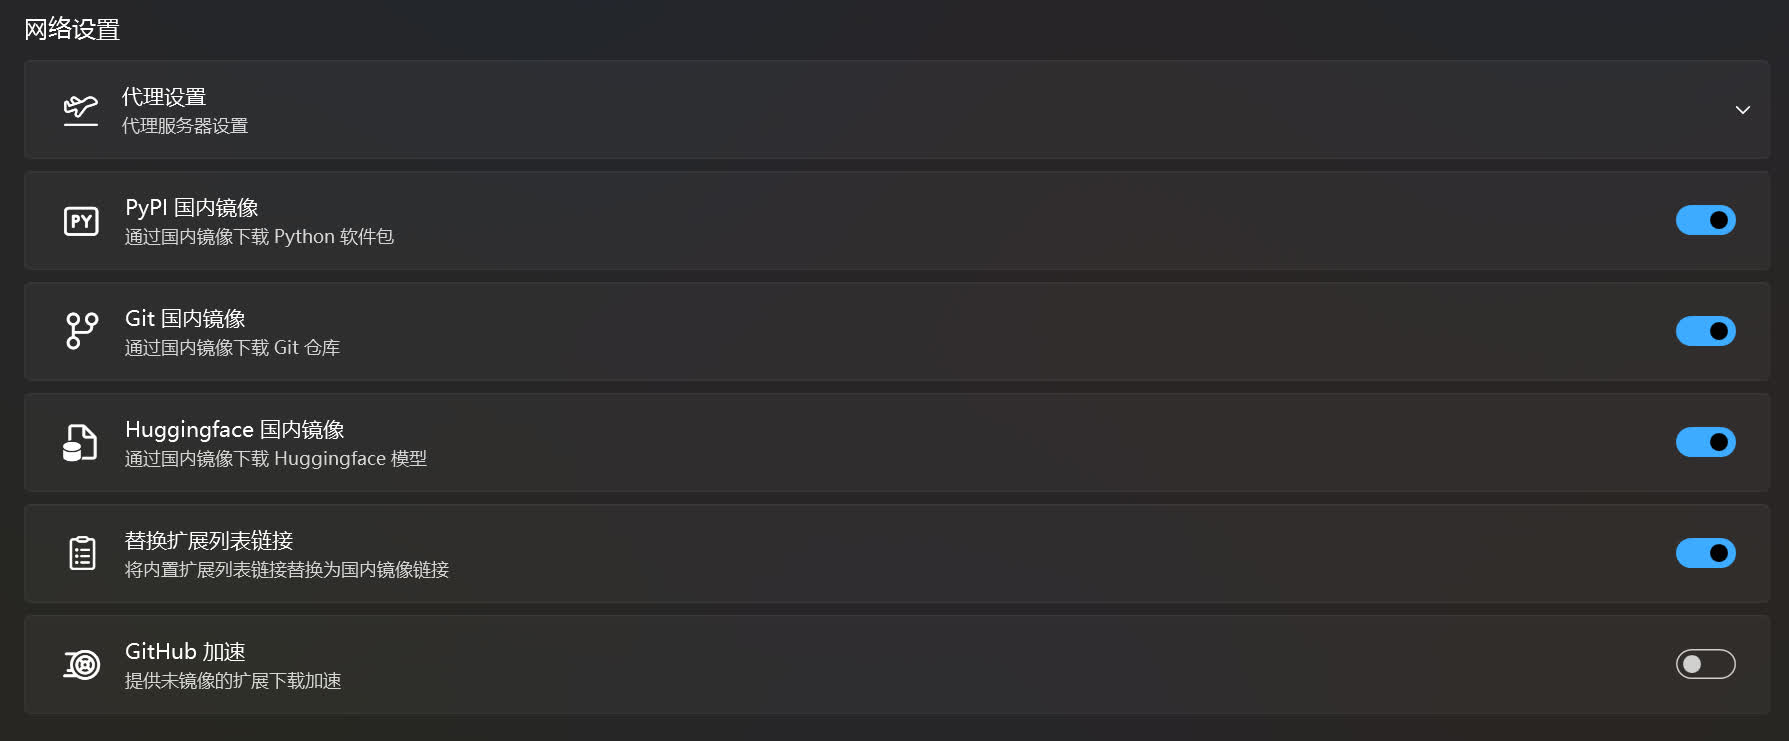 网络设置
代理设置
代理服务器设置
PY
PyPI 国内镜像
通过国内镜像下载 Python 软件包
Git 国内镜像
通过国内镜像下载 Git 仓库
Huggingface 国内镜像
通过国内镜像下载 Huggingface 模型
替换扩展列表链接
将内置扩展列表链接替换为国内镜像链接
GitHub 加速
提供未镜像的扩展下载加速